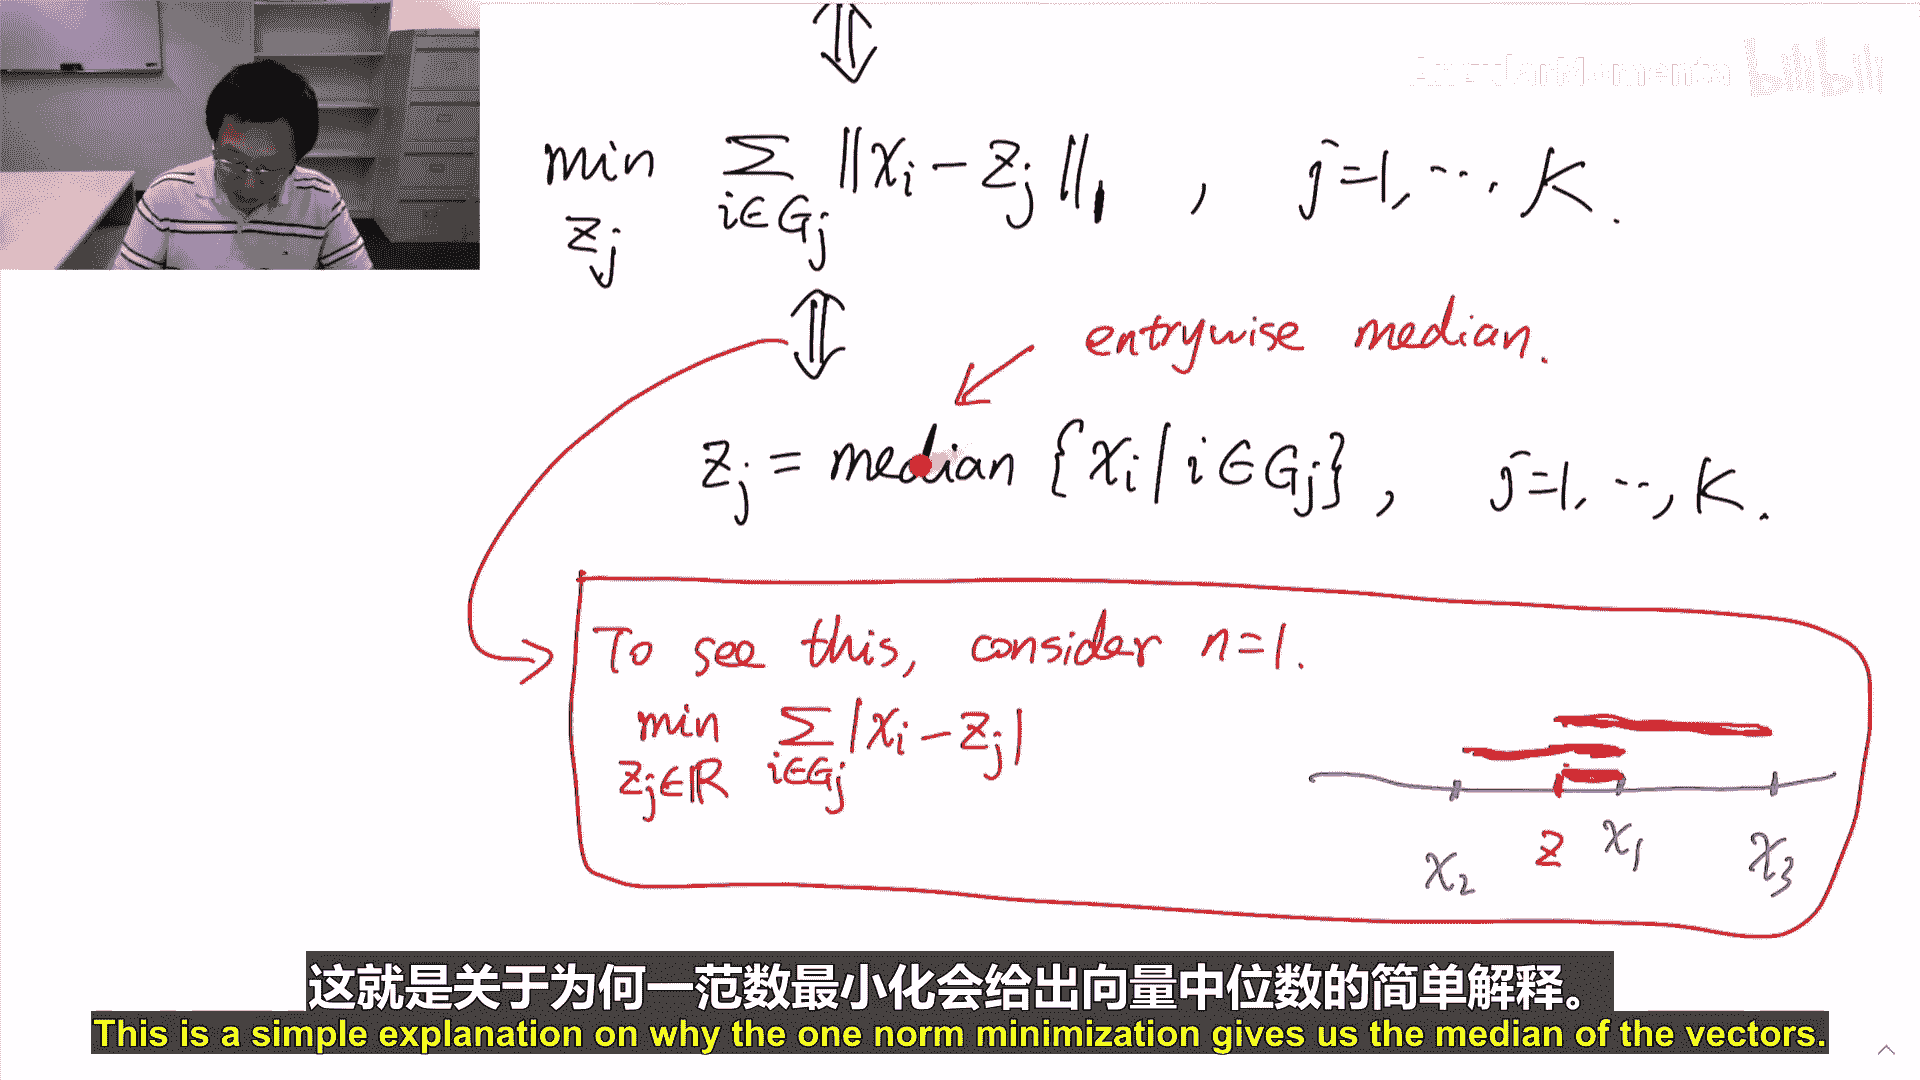 min Σ ‖xᵢ − zⱼ‖₁ , j=1, ⋯, K.
zⱼ i∈Gⱼ
entrywise median.
zⱼ = median {xᵢ | i∈Gⱼ}, j=1, ⋯, K.
To see this, consider n=1.
min Σ |xᵢ − zⱼ|
zⱼ∈ℝ i∈Gⱼ
x₂ z x₁ x₃
这就是关于为何一范数最小化会给出向量中位数的简单解释。
This is a simple explanation on why the one norm minimization gives us the median of the vectors.
bilibili